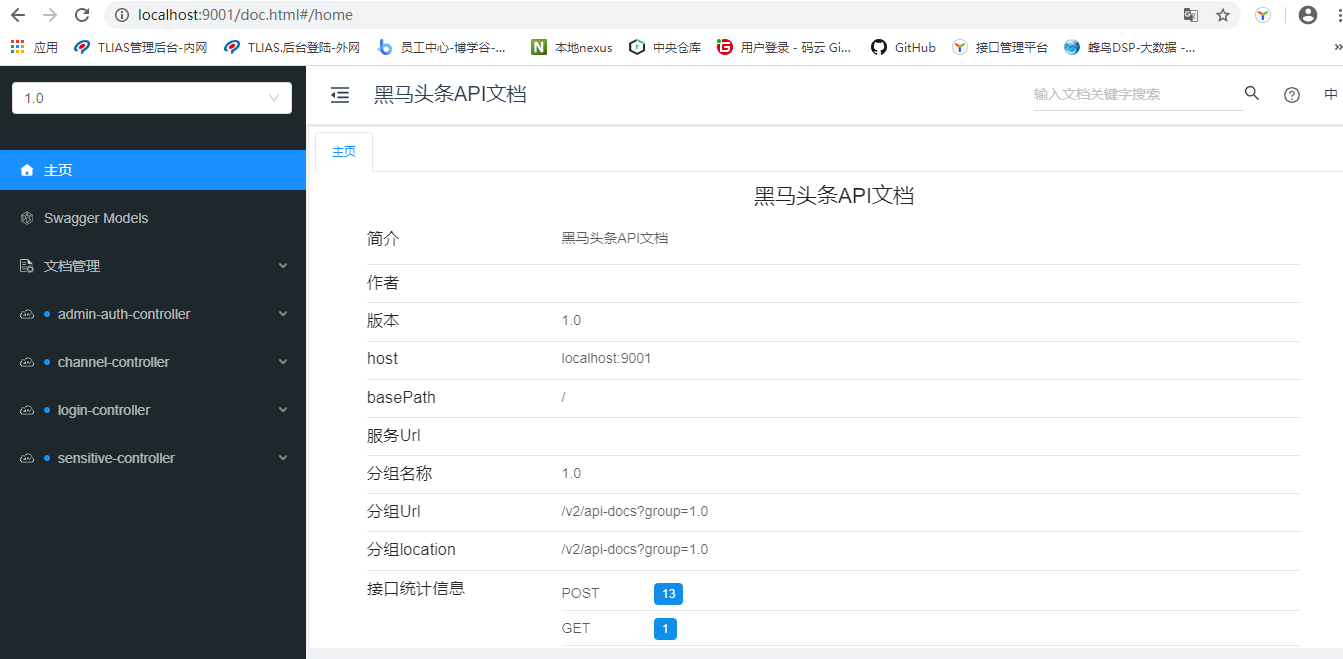 localhost:9001/doc.html#/home
应用 TLIAS管理后台-内网 TLIAS.后台登陆-外网 员工中心-博学谷-... 本地nexus 中央仓库 用户登录 - 码云 Gi... GitHub 接口管理平台 蜂鸟DSP-大数据 -... »
1.0
黑马头条API文档
输入文档关键字搜索
中
主页
Swagger Models
文档管理
admin-auth-controller
channel-controller
login-controller
sensitive-controller
主页
黑马头条API文档
简介 黑马头条API文档
作者
版本 1.0
host localhost:9001
basePath /
服务Url
分组名称 1.0
分组Url /v2/api-docs?group=1.0
分组location /v2/api-docs?group=1.0
接口统计信息 POST 13
GET 1